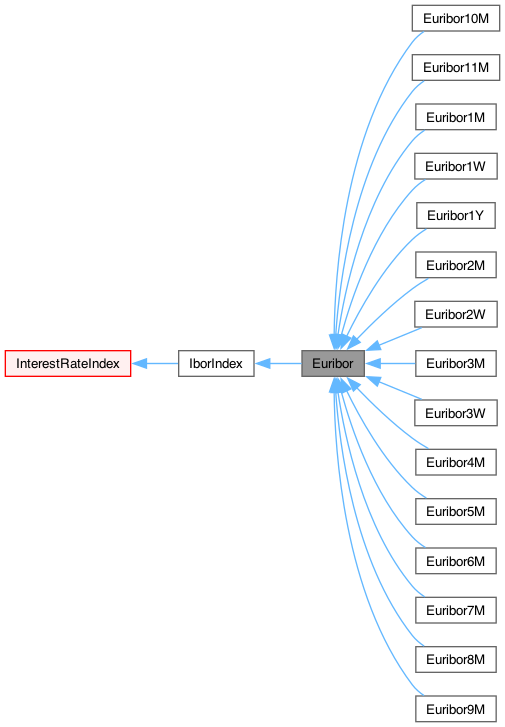 Euribor10M
Euribor11M
Euribor1M
Euribor1W
Euribor1Y
Euribor2M
Euribor2W
InterestRateIndex
IborIndex
Euribor
Euribor3M
Euribor3W
Euribor4M
Euribor5M
Euribor6M
Euribor7M
Euribor8M
Euribor9M